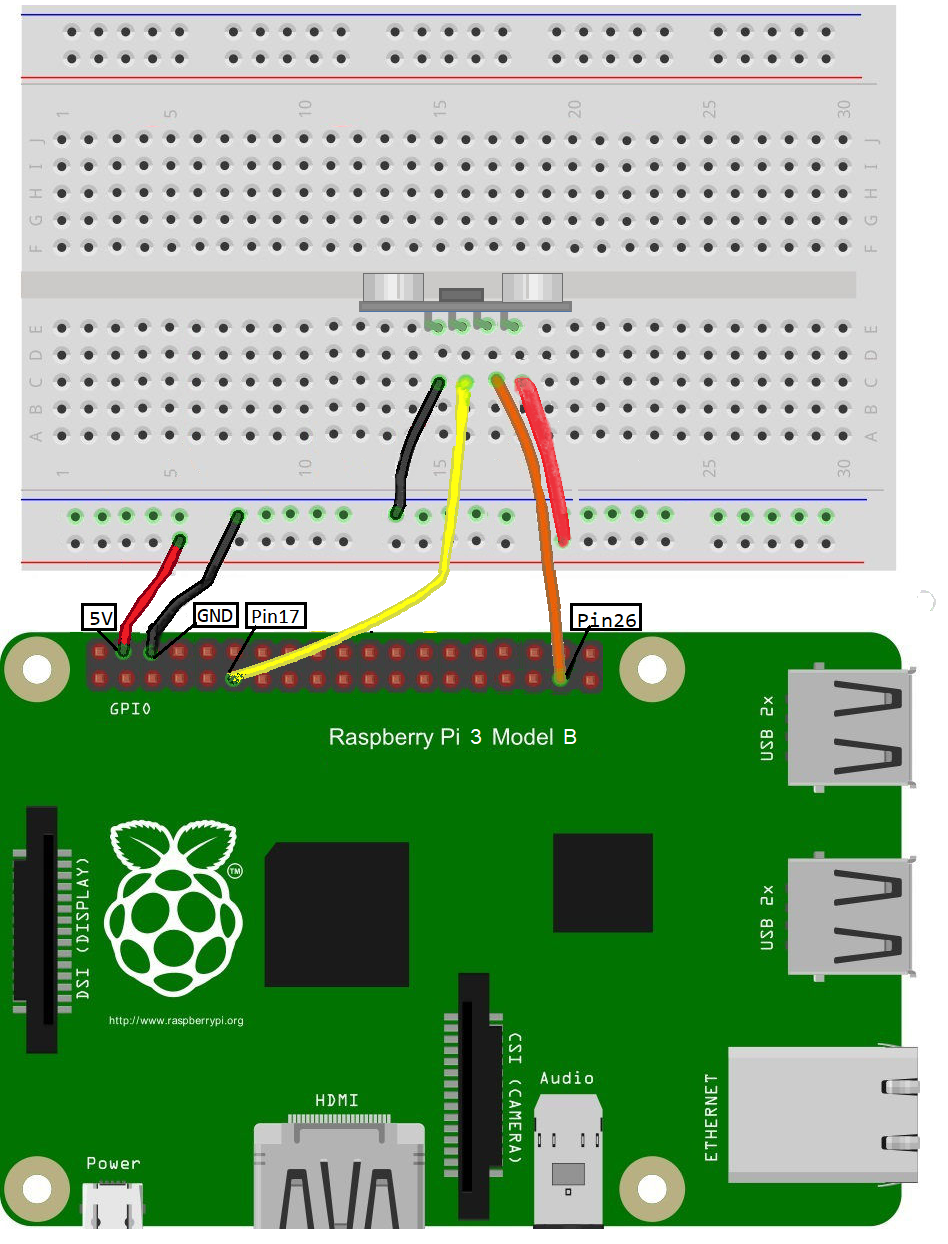 1 5 10 15 20 25 30
J J
I I
H H
G G
F F
E E
D D
C C
B B
A A
1 5 10 15 25 30
5V GND Pin17 Pin26
GPIO
Raspberry Pi 3 Model B
USB 2x
DSI (DISPLAY)
TM
USB 2x
http://www.raspberrypi.org
CSI (CAMERA)
Audio
ETHERNET
HDMI
Power